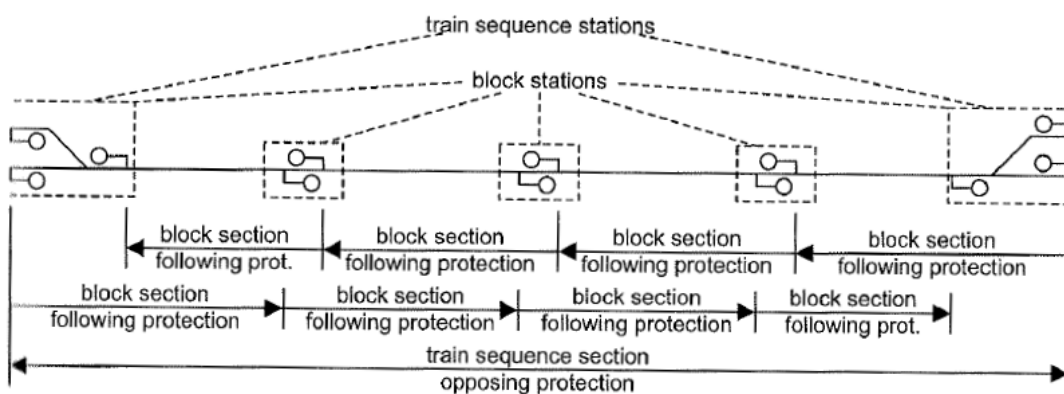 train sequence stations
block stations
block section block section block section block section
following prot. following protection following protection following protection
block section block section block section block section
following protection following protection following protection following prot.
train sequence section
opposing protection